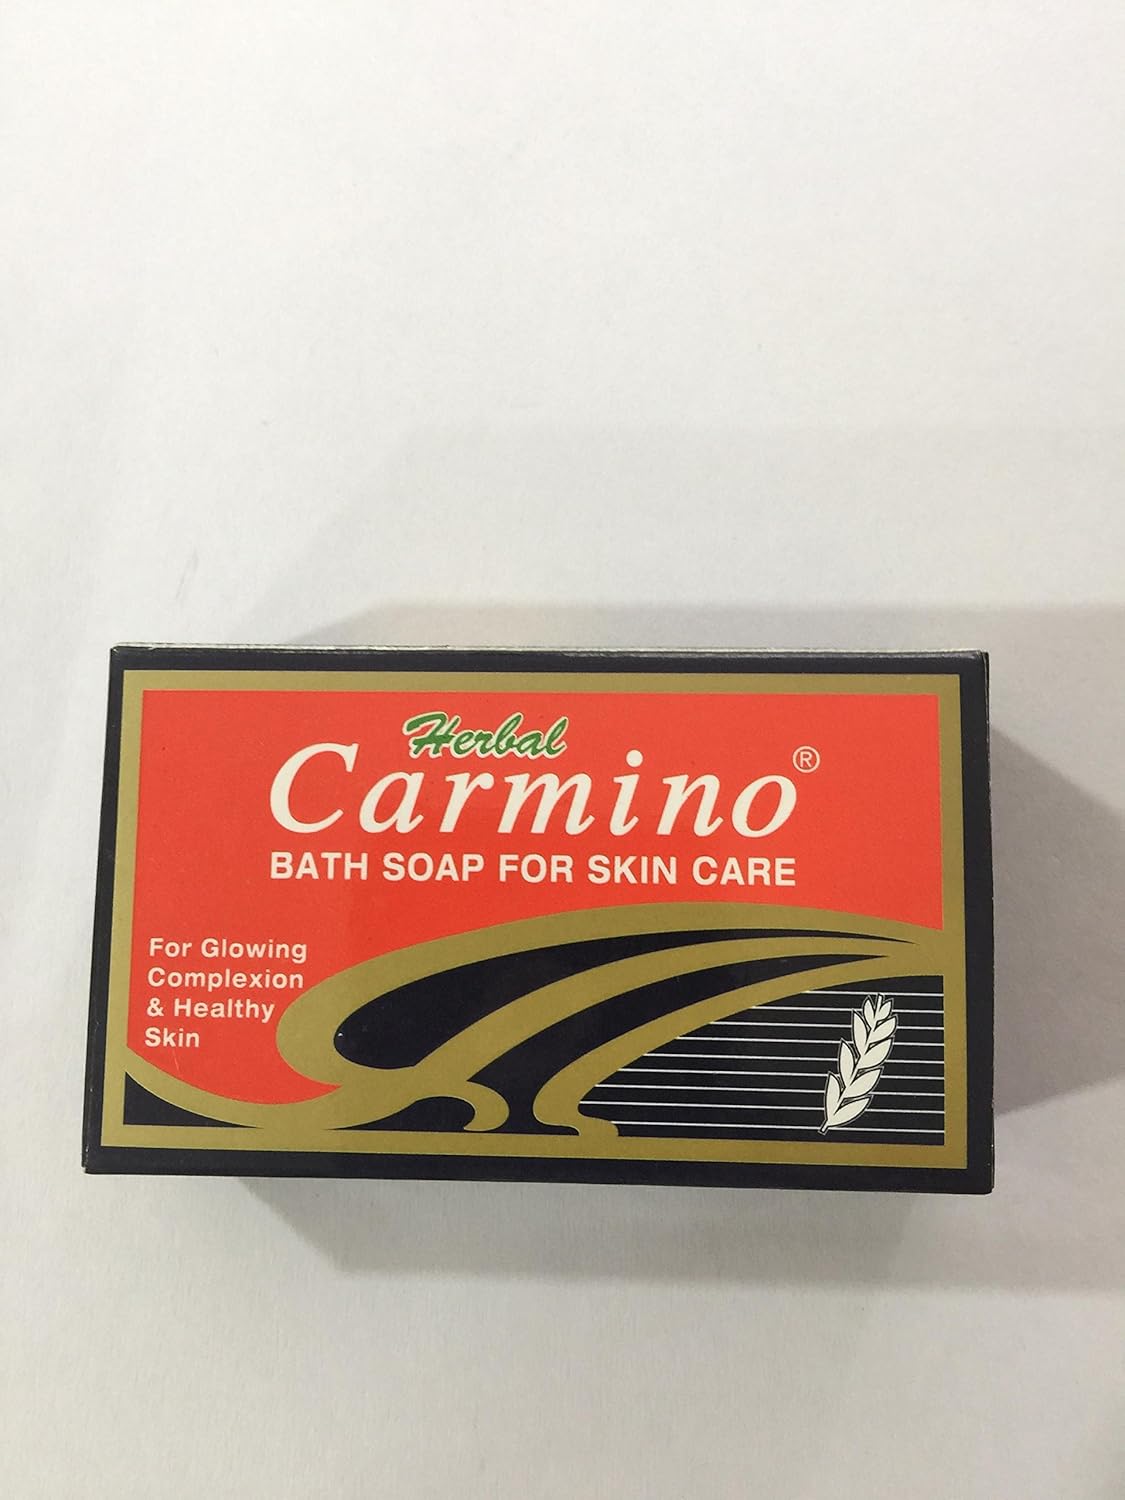 Herbal
Carmino®
BATH SOAP FOR SKIN CARE
For Glowing
Complexion
& Healthy
Skin